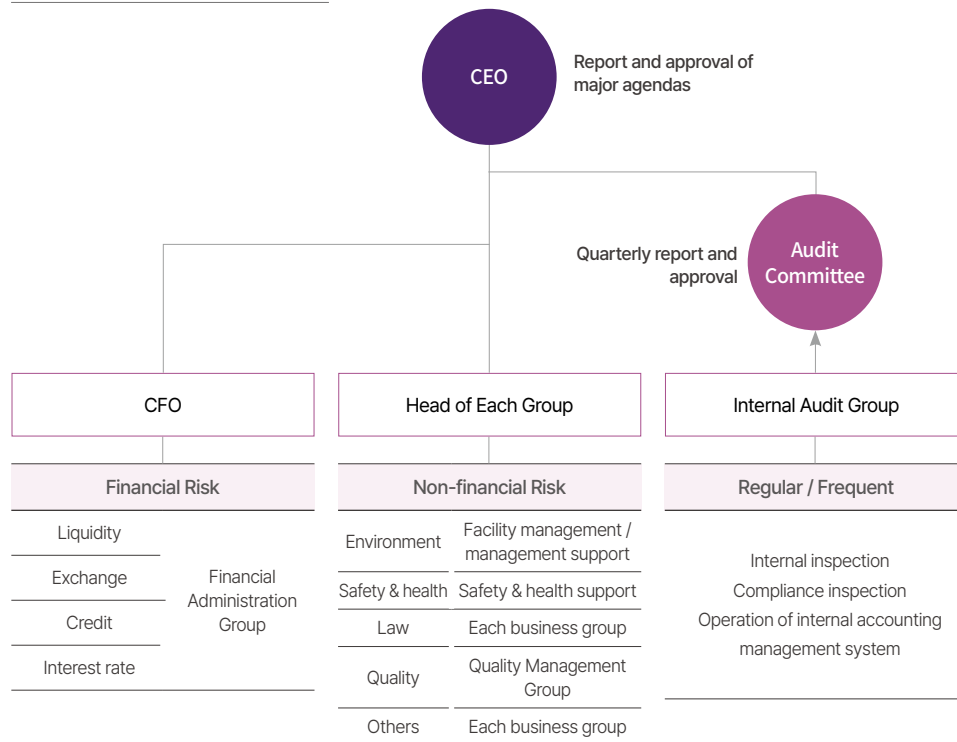 CEO
Report and approval of
major agendas
Quarterly report and
approval
Audit
Committee
CFO
Head of Each Group
Internal Audit Group
Financial Risk
Liquidity
Exchange
Credit
Interest rate
Financial
Administration
Group
Non-financial Risk
Environment
Facility management /
management support
Safety & health
Safety & health support
Law
Each business group
Quality
Quality Management
Group
Others
Each business group
Regular / Frequent
Internal inspection
Compliance inspection
Operation of internal accounting
management system